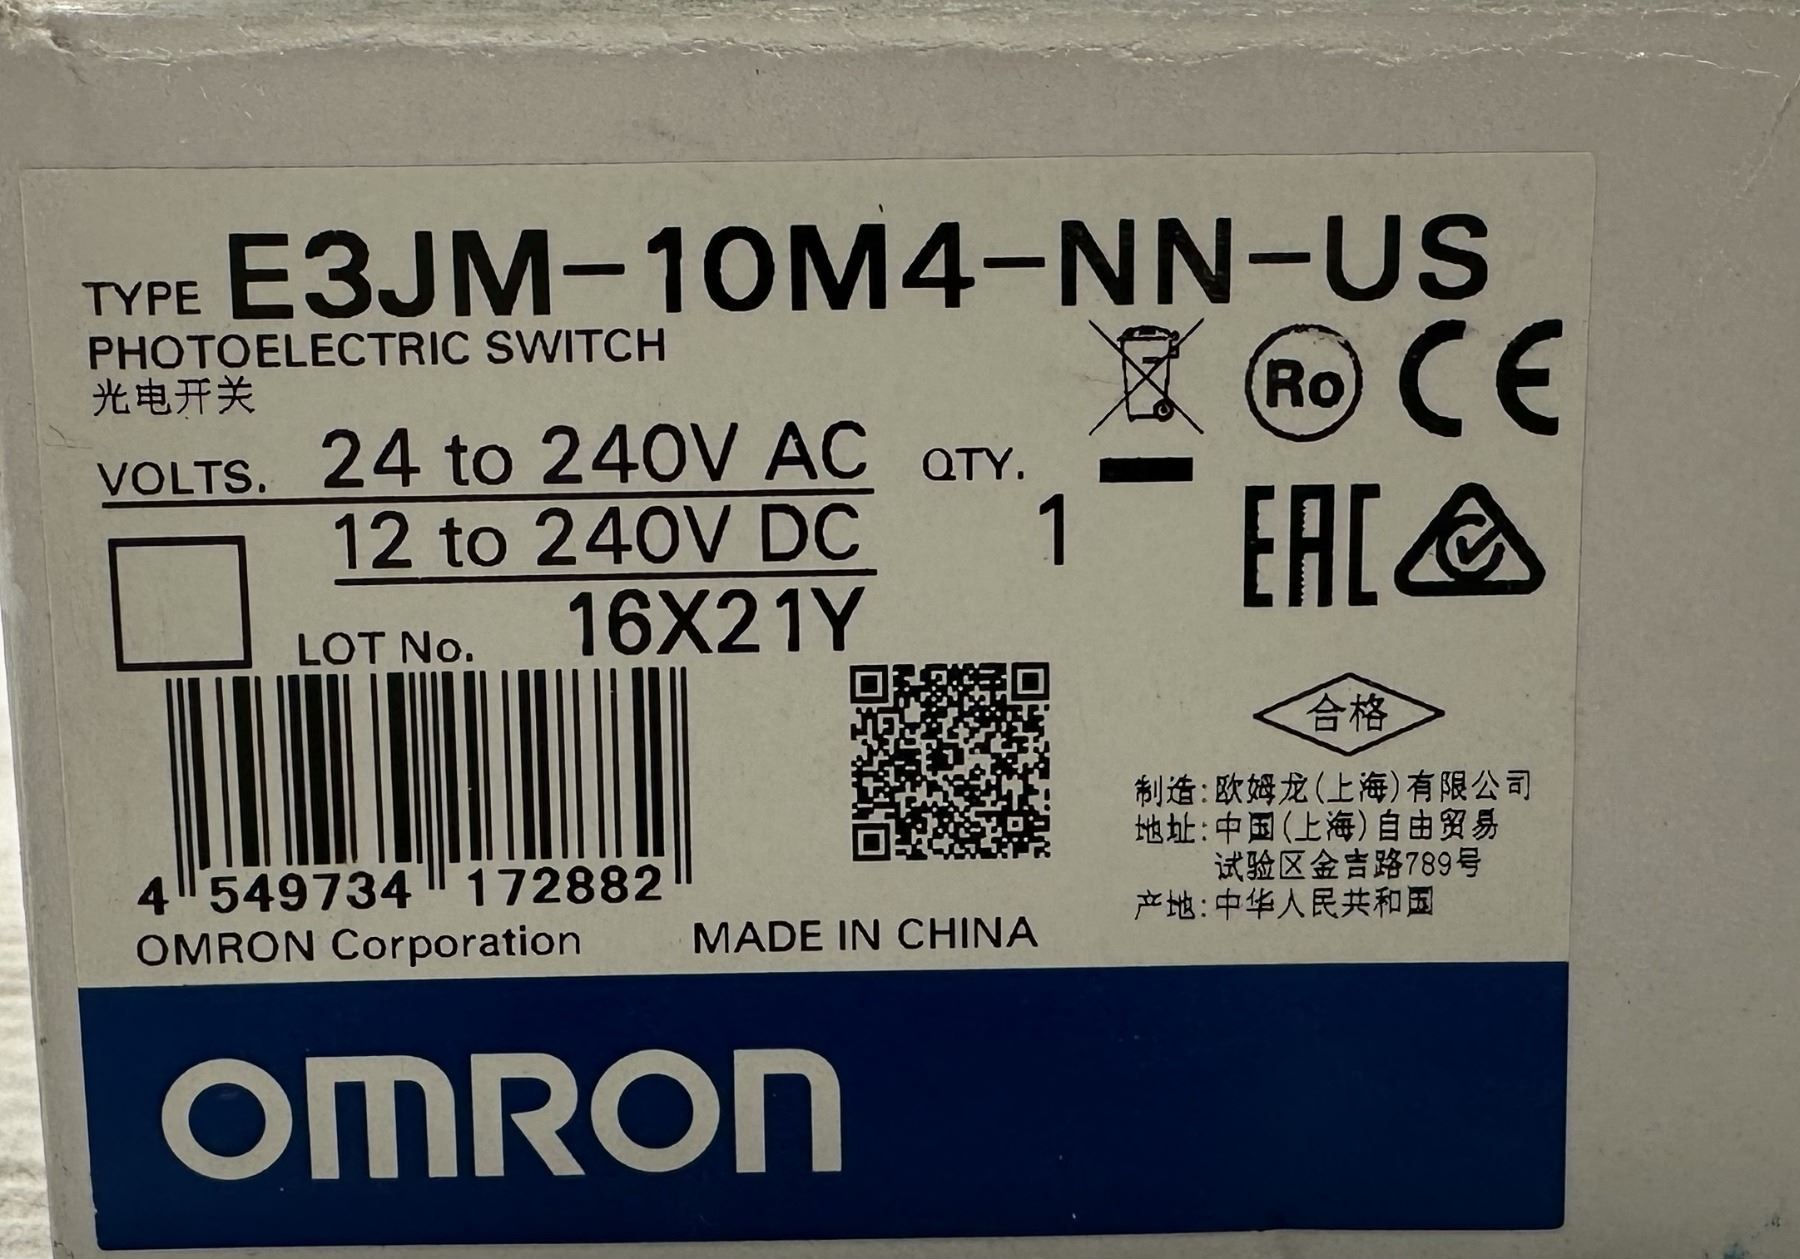 TYPE E3JM-10M4-NN-US
PHOTOELECTRIC SWITCH
光电开关
VOLTS. 24 to 240V AC
12 to 240V DC
QTY. 1
LOT No. 16X21Y
Ro
CE
EAC
合格
制造:欧姆龙(上海)有限公司
地址:中国(上海)自由贸易
试验区金吉路789号
产地:中华人民共和国
4 549734 172882
OMRON Corporation MADE IN CHINA
OMRON